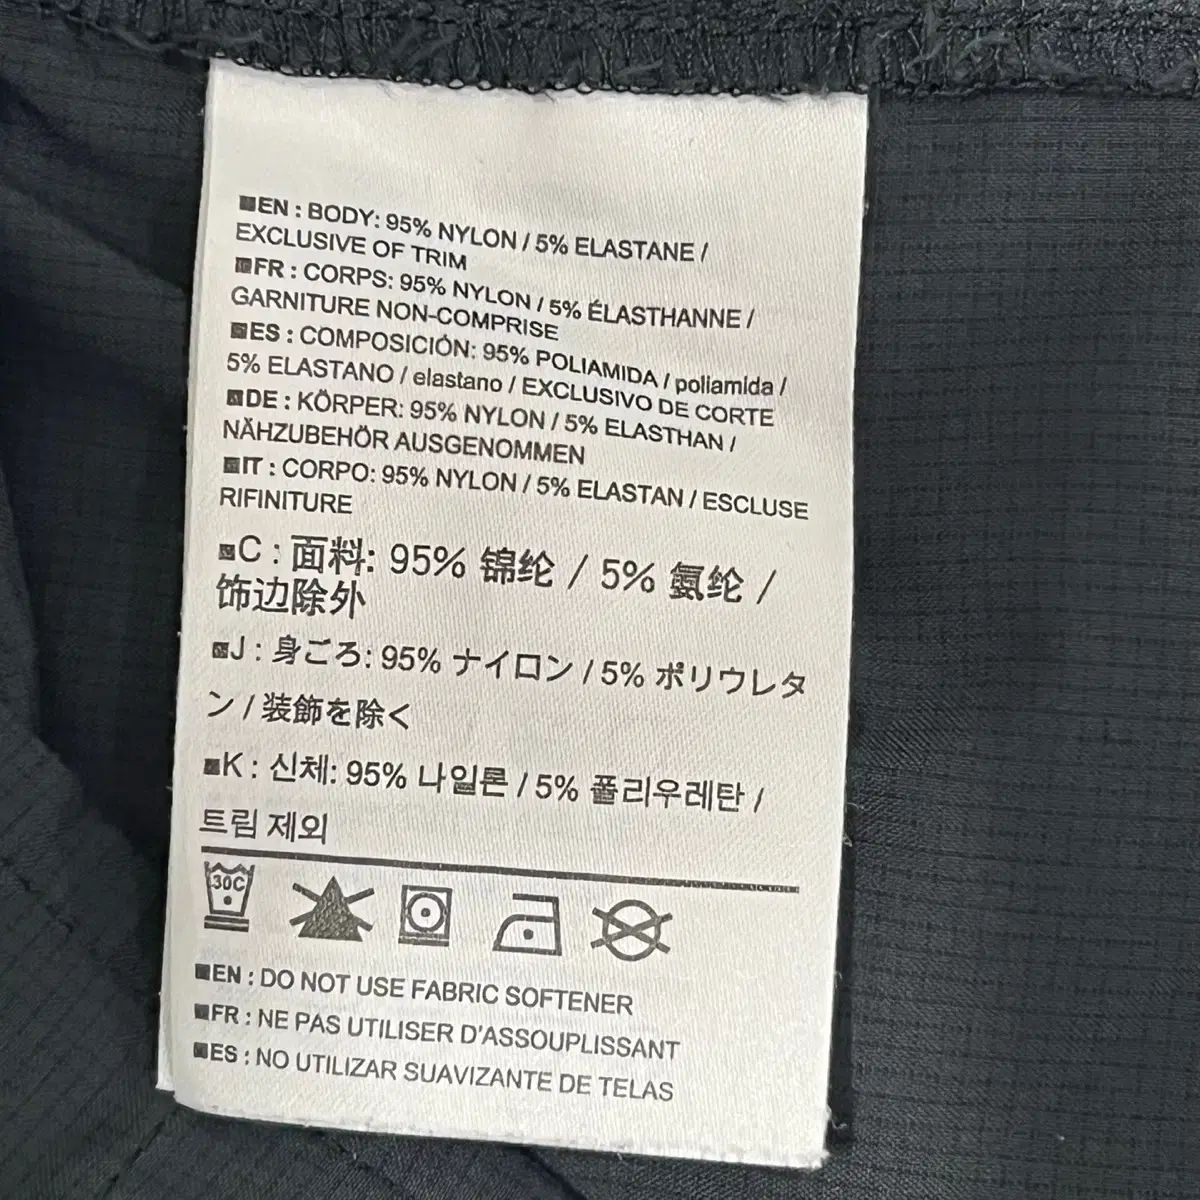 EN : BODY: 95% NYLON / 5% ELASTANE /
EXCLUSIVE OF TRIM
FR : CORPS: 95% NYLON / 5% ÉLASTHANNE /
GARNITURE NON-COMPRISE
ES : COMPOSICIÓN: 95% POLIAMIDA / poliamida /
5% ELASTANO / elastano / EXCLUSIVO DE CORTE
DE : KÖRPER: 95% NYLON / 5% ELASTHAN /
NÄHZUBEHÖR AUSGENOMMEN
IT : CORPO: 95% NYLON / 5% ELASTAN / ESCLUSE
RIFINITURE
C : 面料: 95% 锦纶 / 5% 氨纶 /
饰边除外
J : 身ごろ: 95% ナイロン / 5% ポリウレタ
ン / 装飾を除く
K : 신체: 95% 나일론 / 5% 폴리우레탄 /
트림 제외
30C
EN : DO NOT USE FABRIC SOFTENER
FR : NE PAS UTILISER D'ASSOUPLISSANT
ES : NO UTILIZAR SUAVIZANTE DE TELAS